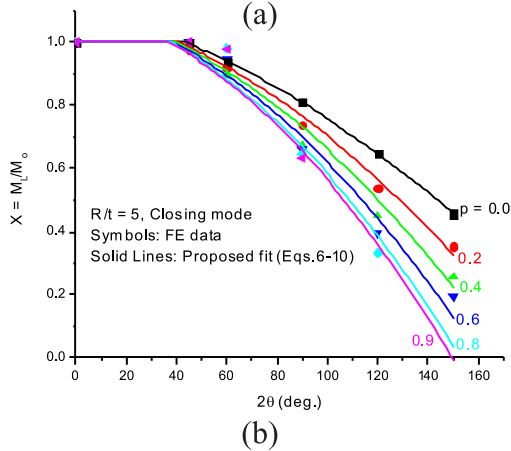 (a)
1.0
0.8
0.6
0.4
0.2
0.0
X = M_L/M_o
R/t = 5, Closing mode
Symbols: FE data
Solid Lines: Proposed fit (Eqs.6-10)
p = 0.0
0.2
0.4
0.6
0.8
0.9
0 20 40 60 80 100 120 140 160
2θ (deg.)
(b)